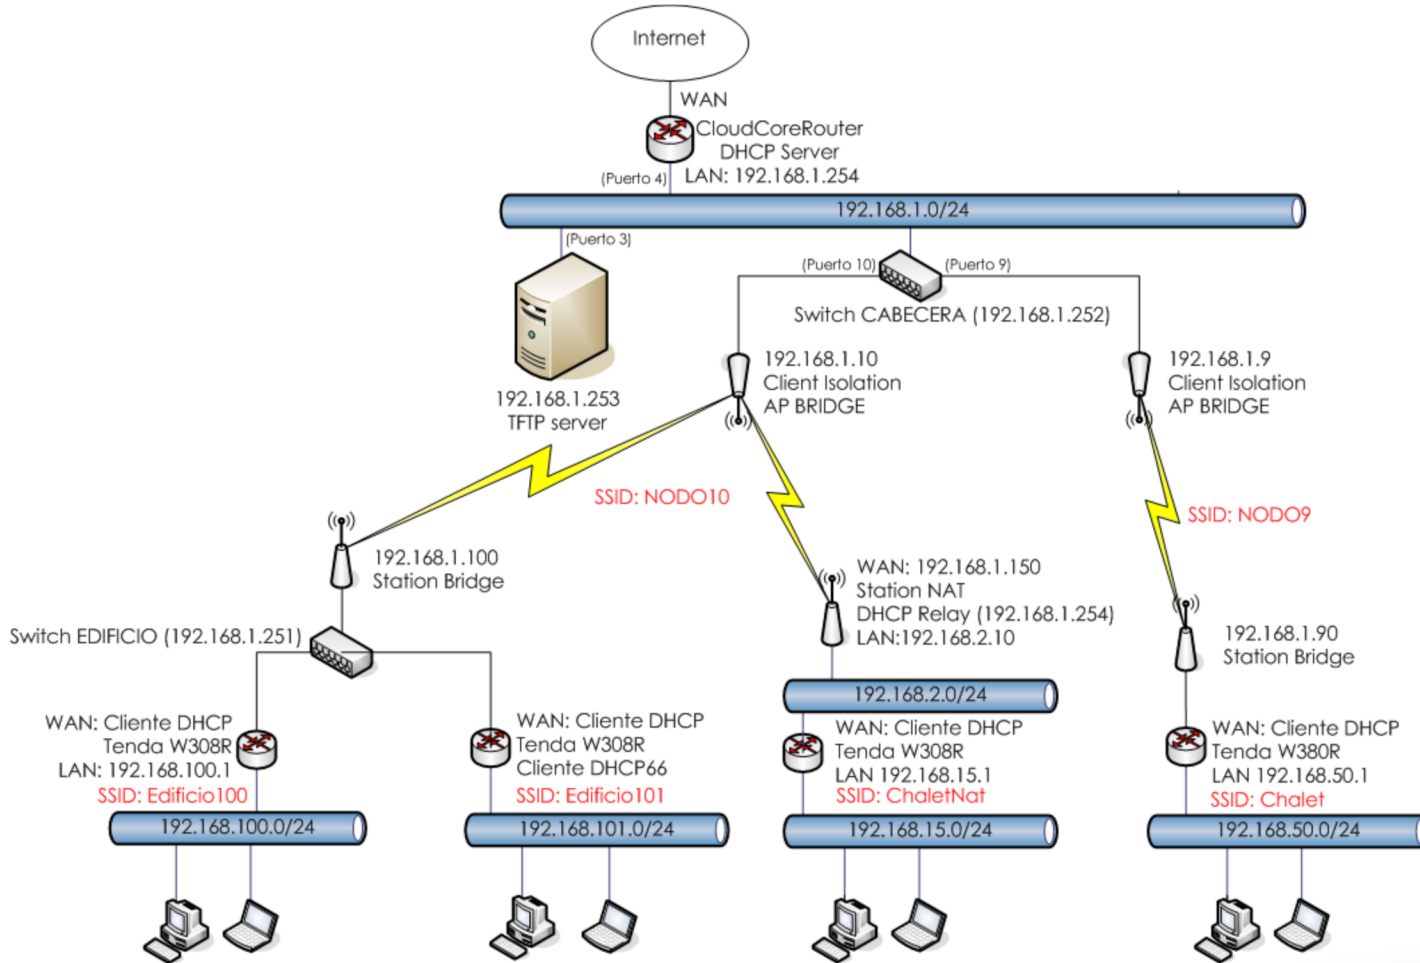 Internet
WAN
CloudCoreRouter
DHCP Server
(Puerto 4)
LAN: 192.168.1.254
192.168.1.0/24
(Puerto 3)
(Puerto 10)
(Puerto 9)
Switch CABECERA (192.168.1.252)
192.168.1.253
TFTP server
192.168.1.10
Client Isolation
AP BRIDGE
192.168.1.9
Client Isolation
AP BRIDGE
SSID: NODO10
SSID: NODO9
192.168.1.100
Station Bridge
WAN: 192.168.1.150
Station NAT
DHCP Relay (192.168.1.254)
LAN:192.168.2.10
192.168.1.90
Station Bridge
Switch EDIFICIO (192.168.1.251)
192.168.2.0/24
WAN: Cliente DHCP
Tenda W308R
LAN: 192.168.100.1
SSID: Edificio100
WAN: Cliente DHCP
Tenda W308R
Cliente DHCP66
SSID: Edificio101
WAN: Cliente DHCP
Tenda W308R
LAN 192.168.15.1
SSID: ChaletNat
WAN: Cliente DHCP
Tenda W380R
LAN 192.168.50.1
SSID: Chalet
192.168.100.0/24
192.168.101.0/24
192.168.15.0/24
192.168.50.0/24